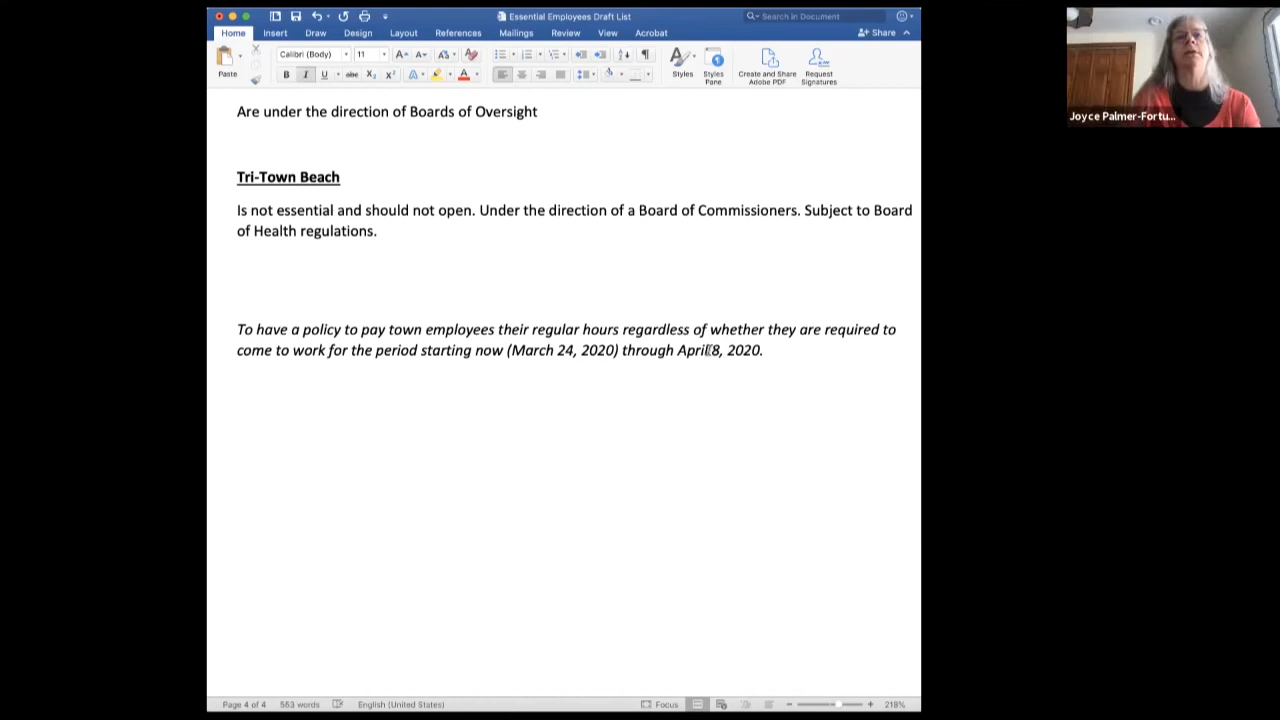 Essential Employees Draft List
Search in Document
Home Insert Draw Design Layout References Mailings Review View Acrobat
Share
Calibri (Body) 11
Paste
Styles
Styles Pane
Create and Share Adobe PDF
Request Signatures
Are under the direction of Boards of Oversight
Tri-Town Beach
Is not essential and should not open. Under the direction of a Board of Commissioners. Subject to Board
of Health regulations.
To have a policy to pay town employees their regular hours regardless of whether they are required to
come to work for the period starting now (March 24, 2020) through April 8, 2020.
Page 4 of 4 563 words English (United States)
Focus
218%
Joyce Palmer-Fortu...